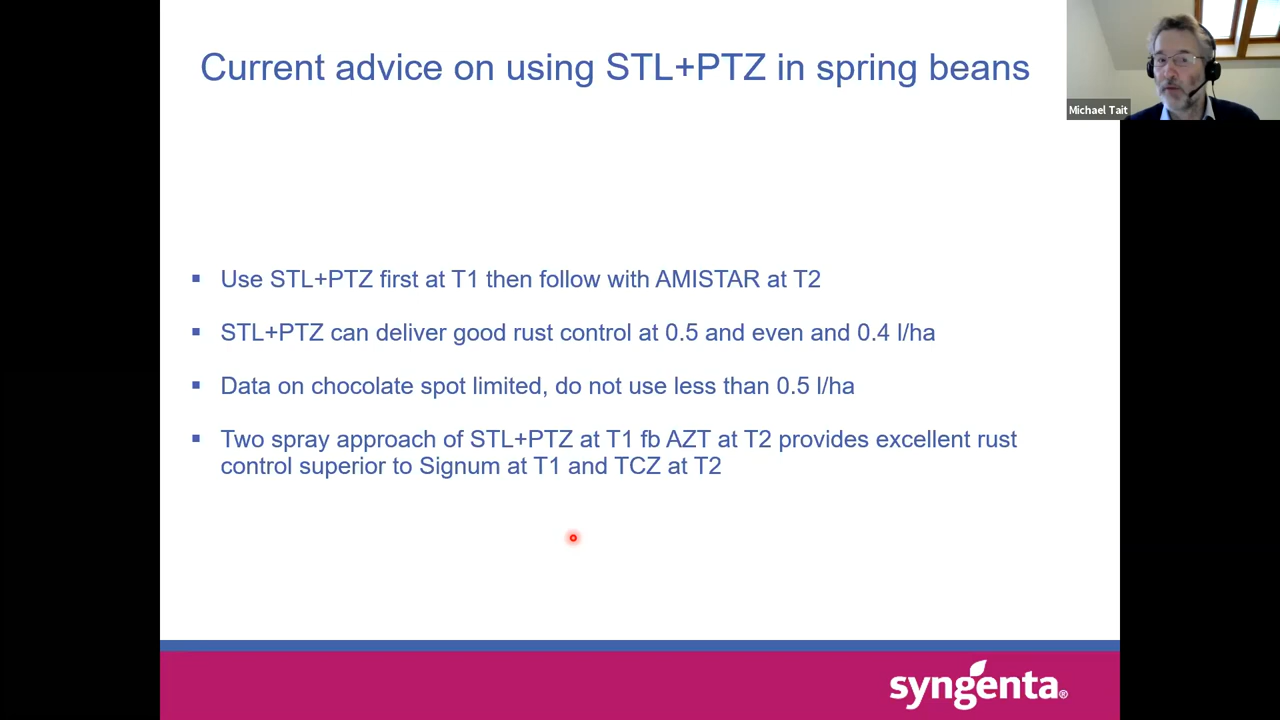 Current advice on using STL+PTZ in spring beans
Michael Tait
▪ Use STL+PTZ first at T1 then follow with AMISTAR at T2
▪ STL+PTZ can deliver good rust control at 0.5 and even and 0.4 l/ha
▪ Data on chocolate spot limited, do not use less than 0.5 l/ha
▪ Two spray approach of STL+PTZ at T1 fb AZT at T2 provides excellent rust
control superior to Signum at T1 and TCZ at T2
syngenta®